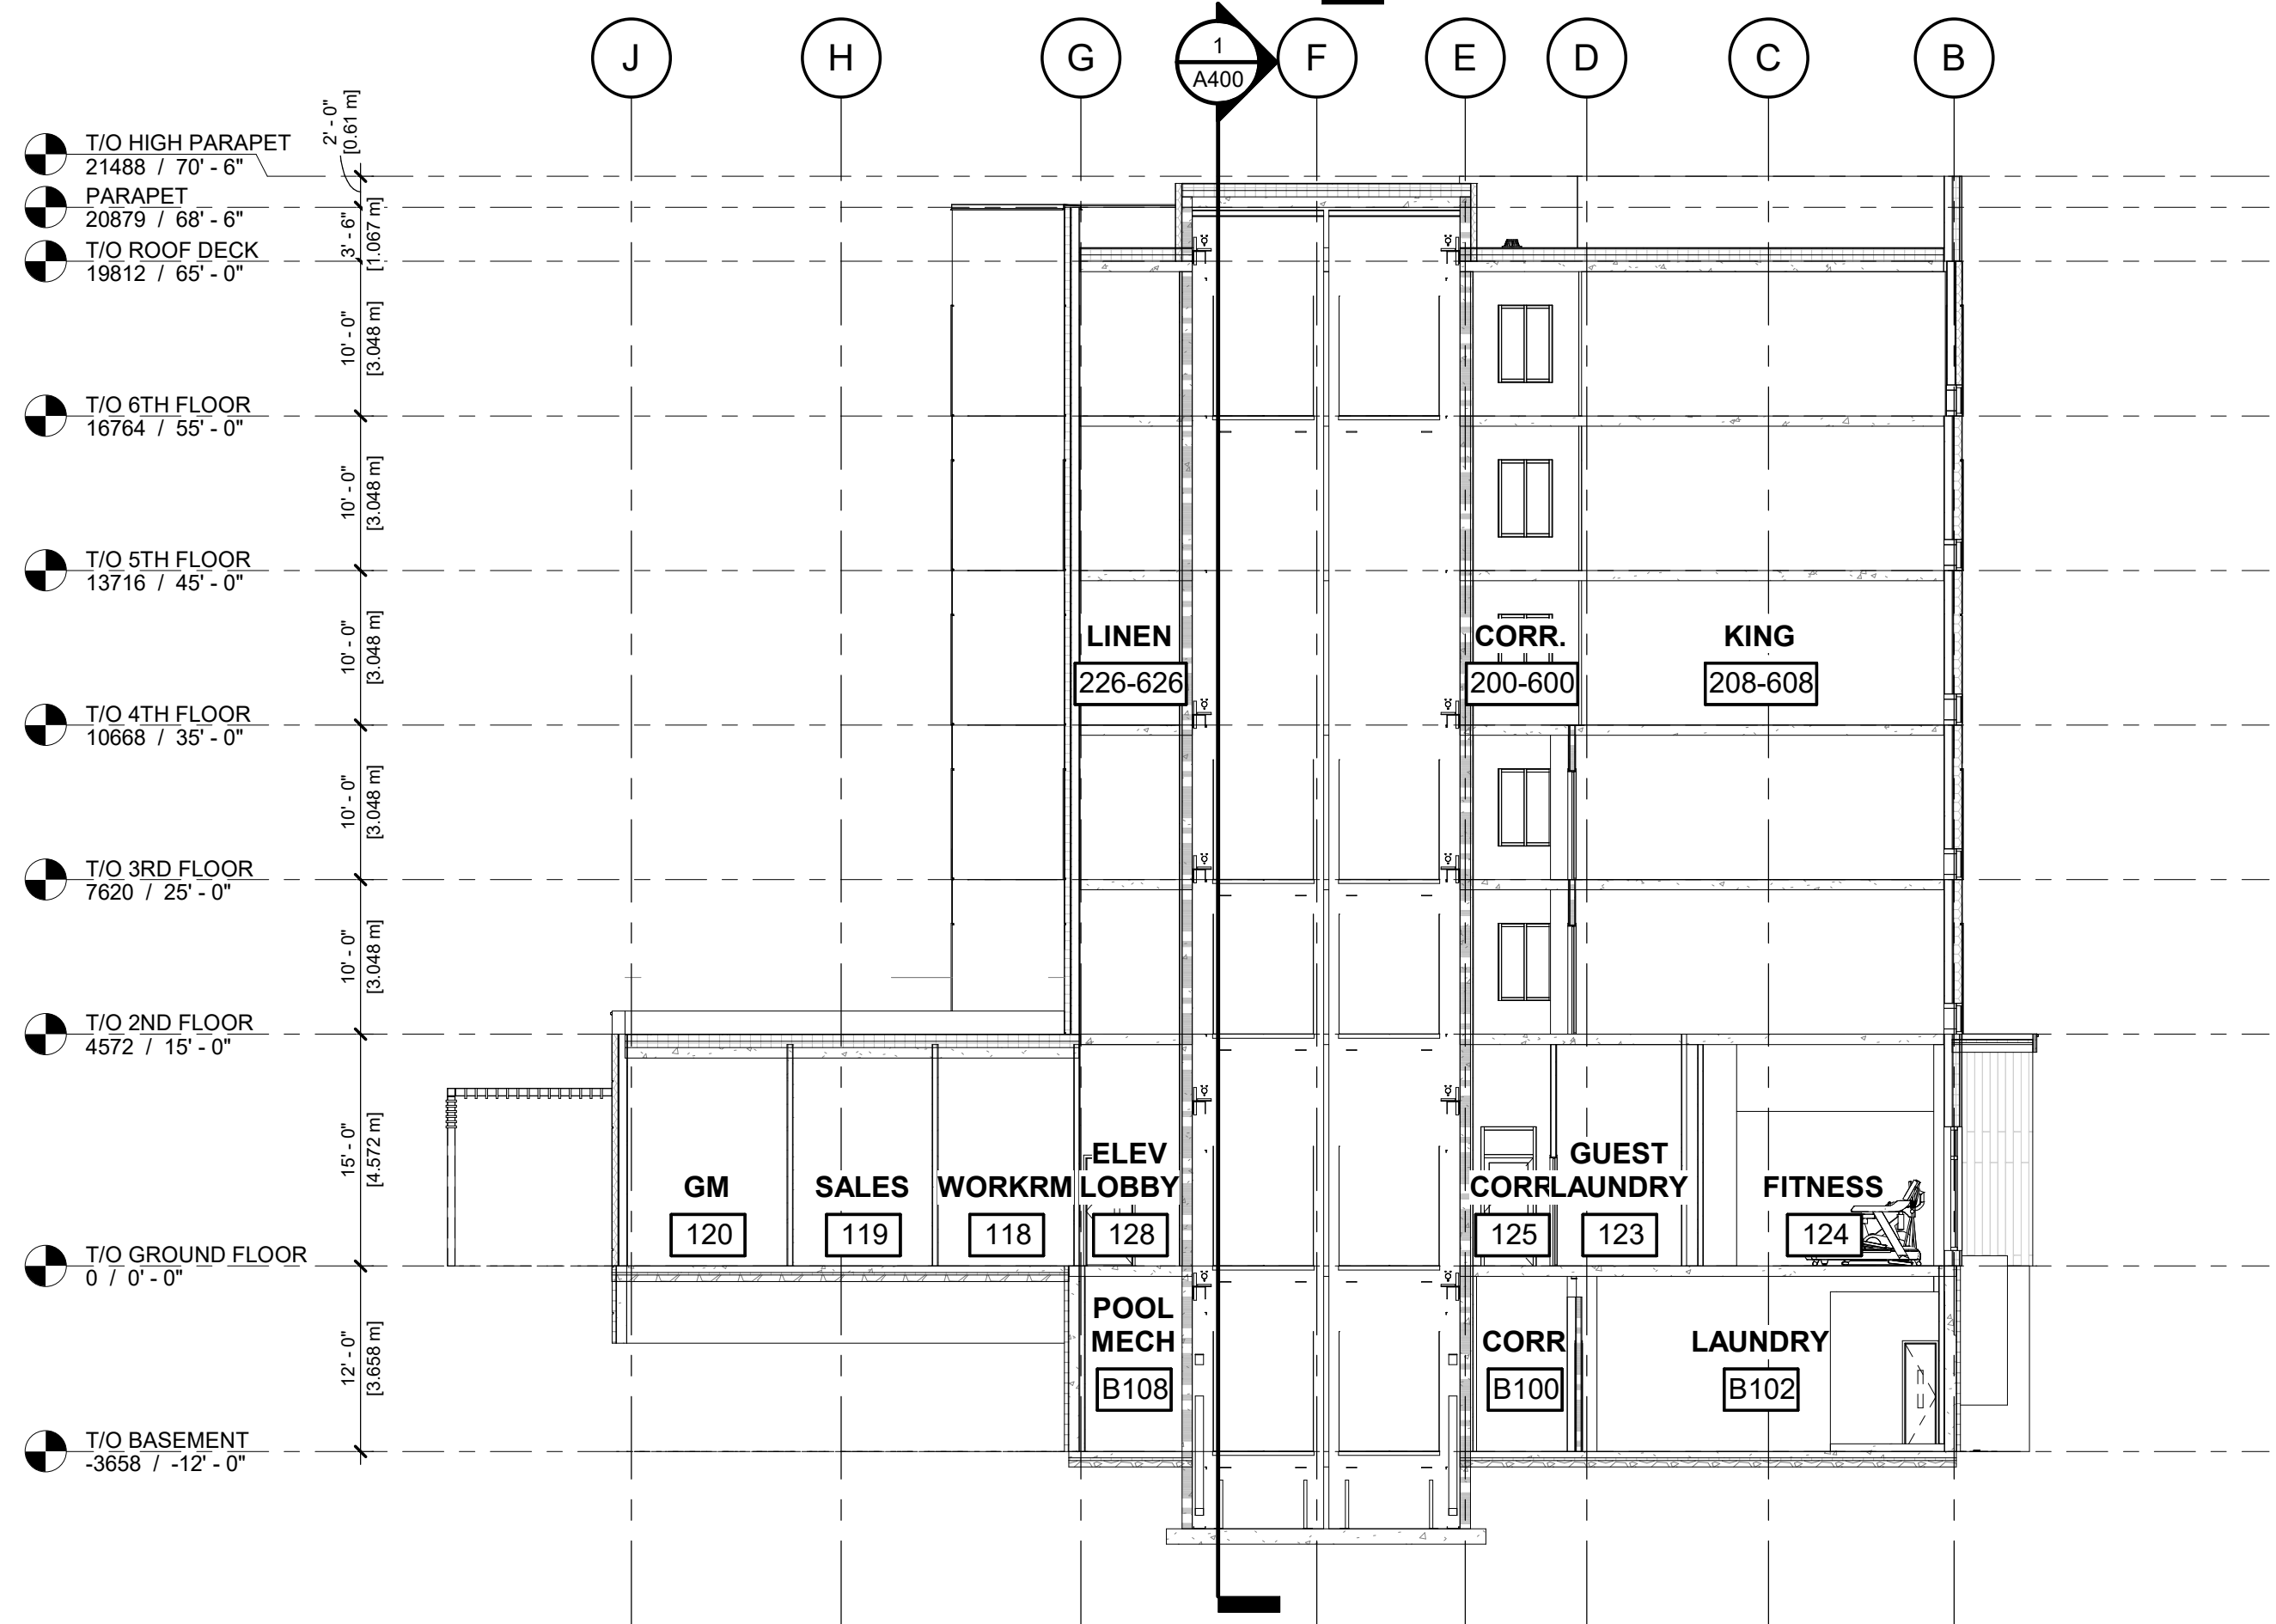 J
H
G
1
A400
F
E
D
C
B
2' - 0"
[0.61 m]
T/O HIGH PARAPET
21488 / 70' - 6"
PARAPET
20879 / 68' - 6"
3' - 6"
[1.067 m]
T/O ROOF DECK
19812 / 65' - 0"
10' - 0"
[3.048 m]
T/O 6TH FLOOR
16764 / 55' - 0"
10' - 0"
[3.048 m]
T/O 5TH FLOOR
13716 / 45' - 0"
10' - 0"
[3.048 m]
LINEN
226-626
CORR.
200-600
KING
208-608
T/O 4TH FLOOR
10668 / 35' - 0"
10' - 0"
[3.048 m]
T/O 3RD FLOOR
7620 / 25' - 0"
10' - 0"
[3.048 m]
T/O 2ND FLOOR
4572 / 15' - 0"
15' - 0"
[4.572 m]
GM
120
SALES
119
WORKRM
118
ELEV
LOBBY
128
CORR
125
GUEST
LAUNDRY
123
FITNESS
124
T/O GROUND FLOOR
0 / 0' - 0"
12' - 0"
[3.658 m]
POOL
MECH
B108
CORR
B100
LAUNDRY
B102
T/O BASEMENT
-3658 / -12' - 0"